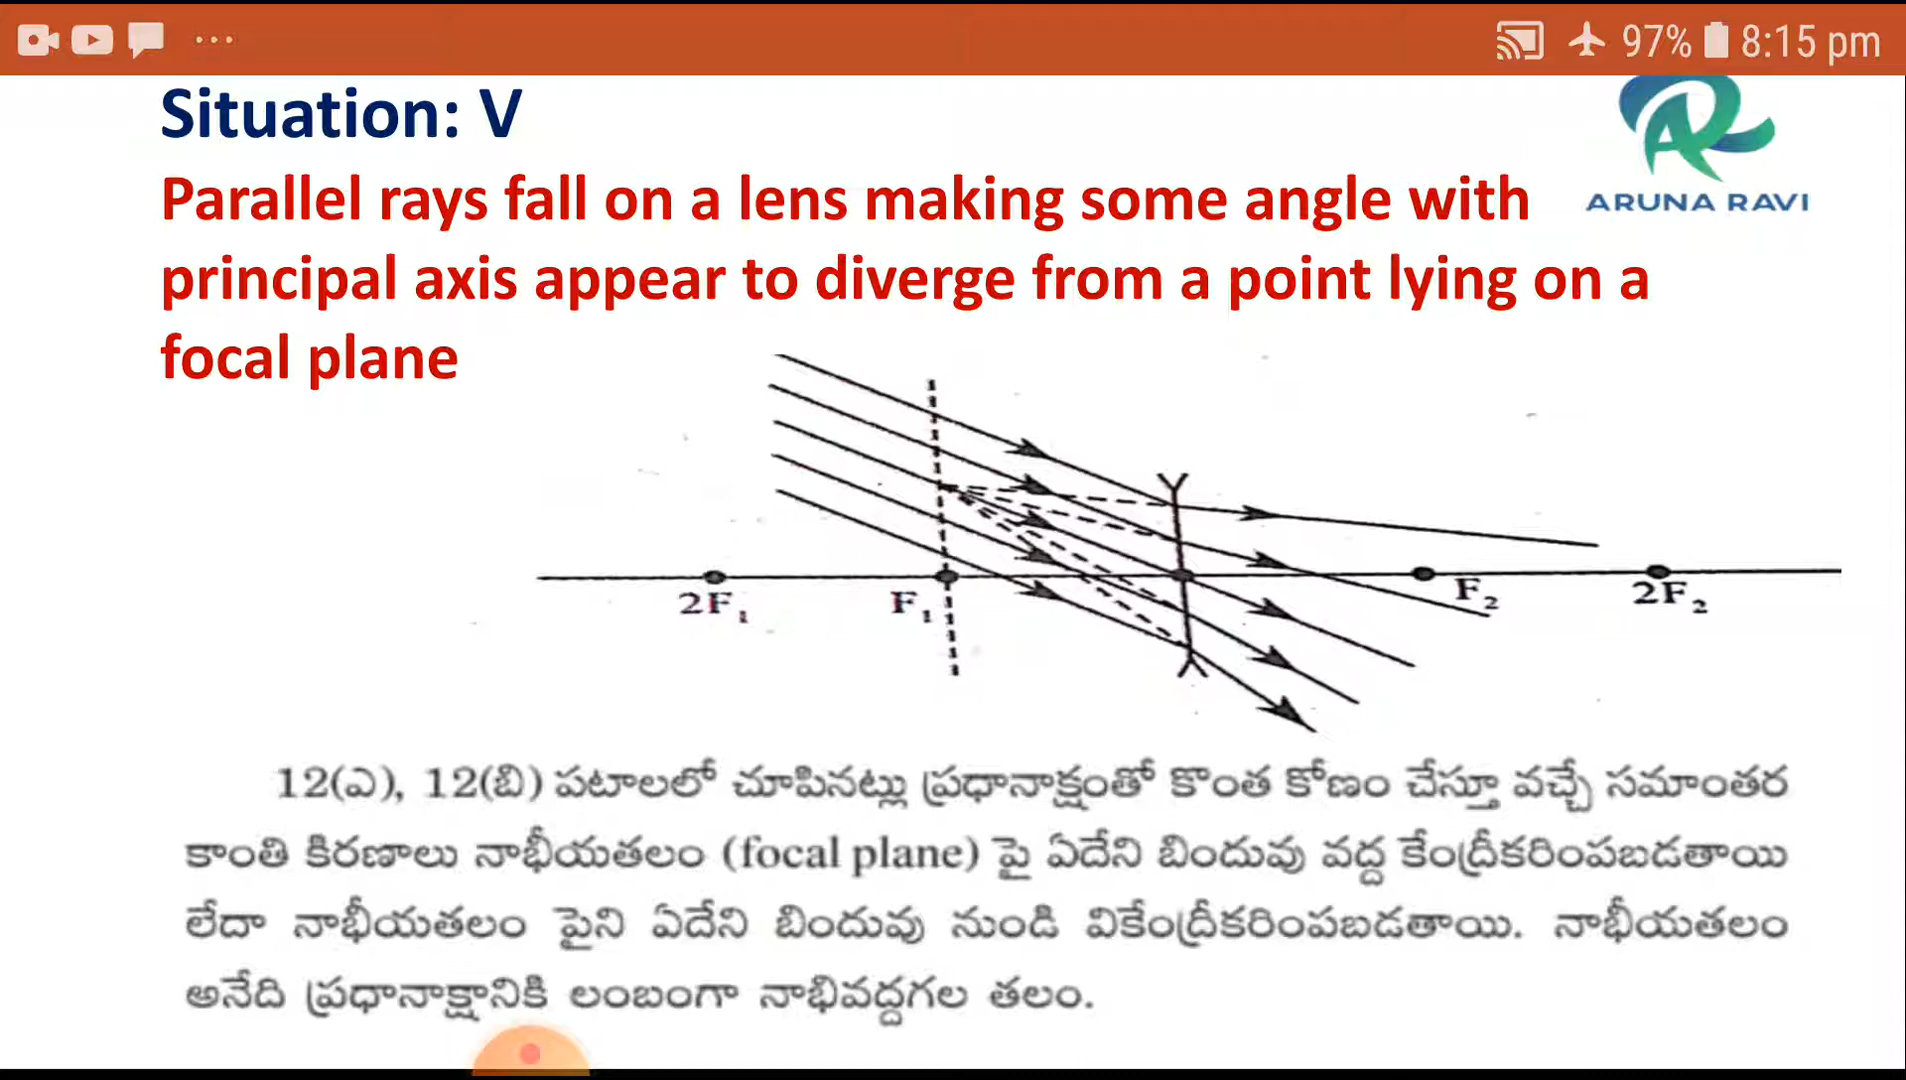 97% 8:15 pm
Situation: V
ARUNA RAVI
Parallel rays fall on a lens making some angle with
principal axis appear to diverge from a point lying on a
focal plane
2F₁ F₁ F₂ 2F₂
12(ఎ), 12(బి) పటాలలో చూపినట్లు ప్రధానాక్షంతో కొంత కోణం చేస్తూ వచ్చే సమాంతర
కాంతి కిరణాలు నాభీయతలం (focal plane) పై ఏదేని బిందువు వద్ద కేంద్రీకరింపబడతాయి
లేదా నాభీయతలం పైని ఏదేని బిందువు నుండి వికేంద్రీకరింపబడతాయి. నాభీయతలం
అనేది ప్రధానాక్షానికి లంబంగా నాభివద్దగల తలం.